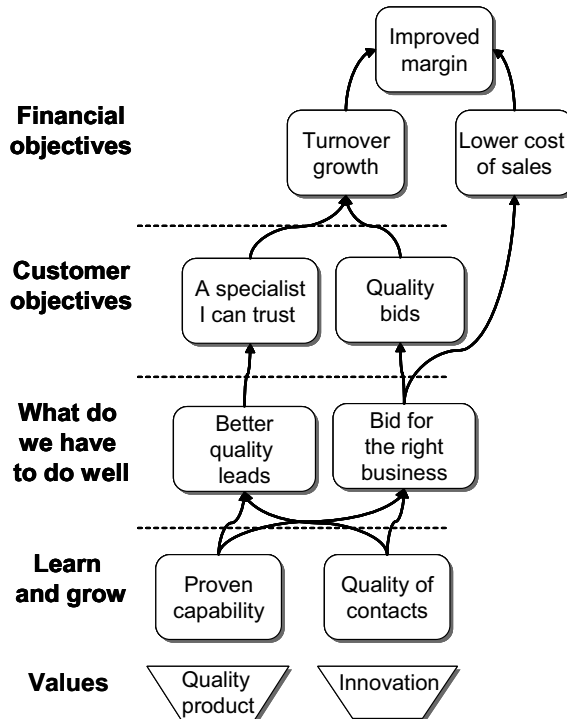 Improved
margin
Financial
objectives
Turnover
growth
Lower cost
of sales
Customer
objectives
A specialist
I can trust
Quality
bids
What do
we have
to do well
Better
quality
leads
Bid for
the right
business
Learn
and grow
Proven
capability
Quality of
contacts
Values
Quality
product
Innovation